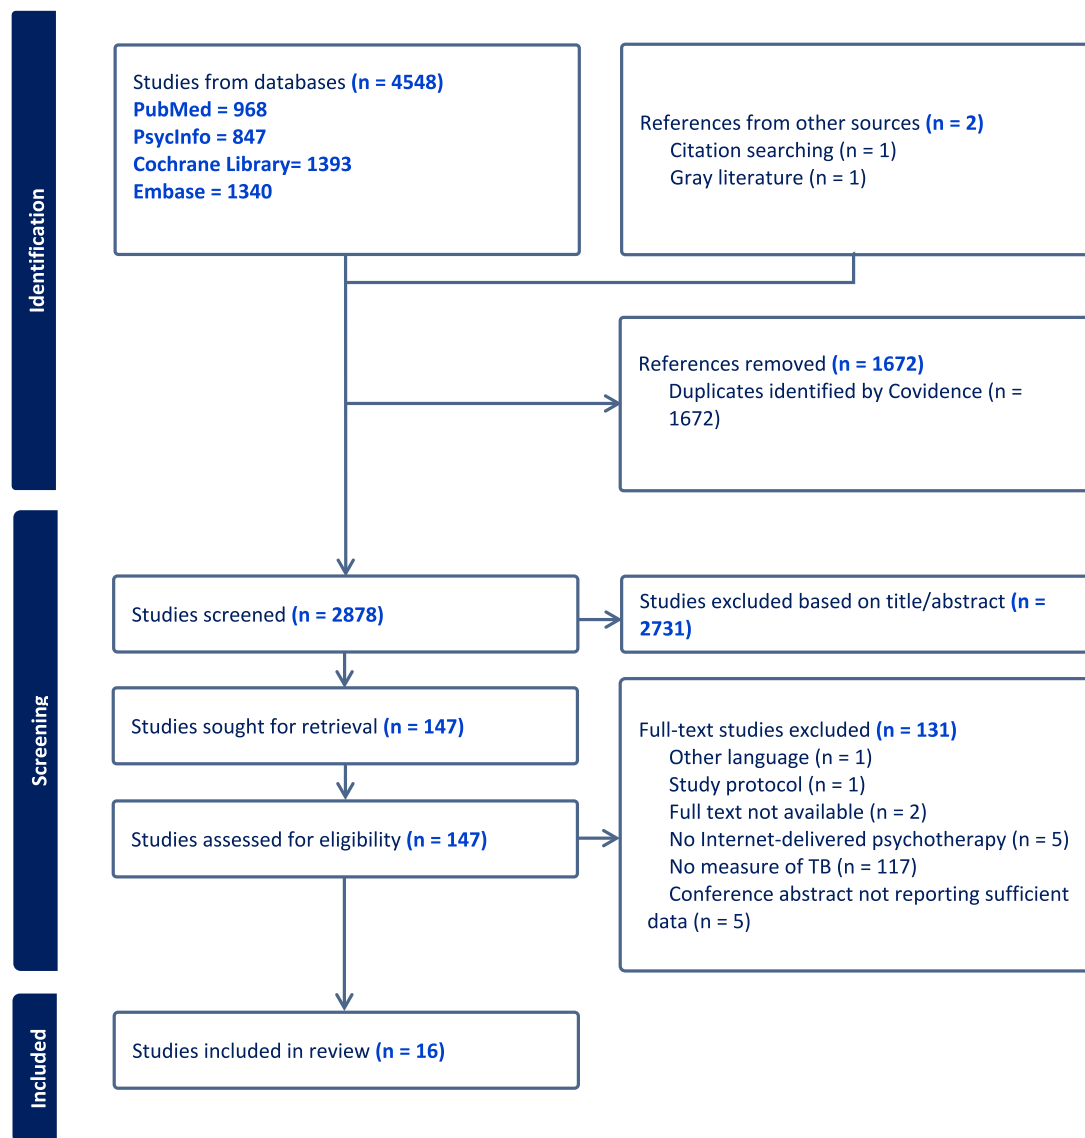 Identification
Studies from databases (n = 4548)
PubMed = 968
PsycInfo = 847
Cochrane Library= 1393
Embase = 1340
References from other sources (n = 2)
Citation searching (n = 1)
Gray literature (n = 1)
References removed (n = 1672)
Duplicates identified by Covidence (n =
1672)
Screening
Studies screened (n = 2878)
Studies excluded based on title/abstract (n =
2731)
Studies sought for retrieval (n = 147)
Studies assessed for eligibility (n = 147)
Full-text studies excluded (n = 131)
Other language (n = 1)
Study protocol (n = 1)
Full text not available (n = 2)
No Internet-delivered psychotherapy (n = 5)
No measure of TB (n = 117)
Conference abstract not reporting sufficient
data (n = 5)
Included
Studies included in review (n = 16)